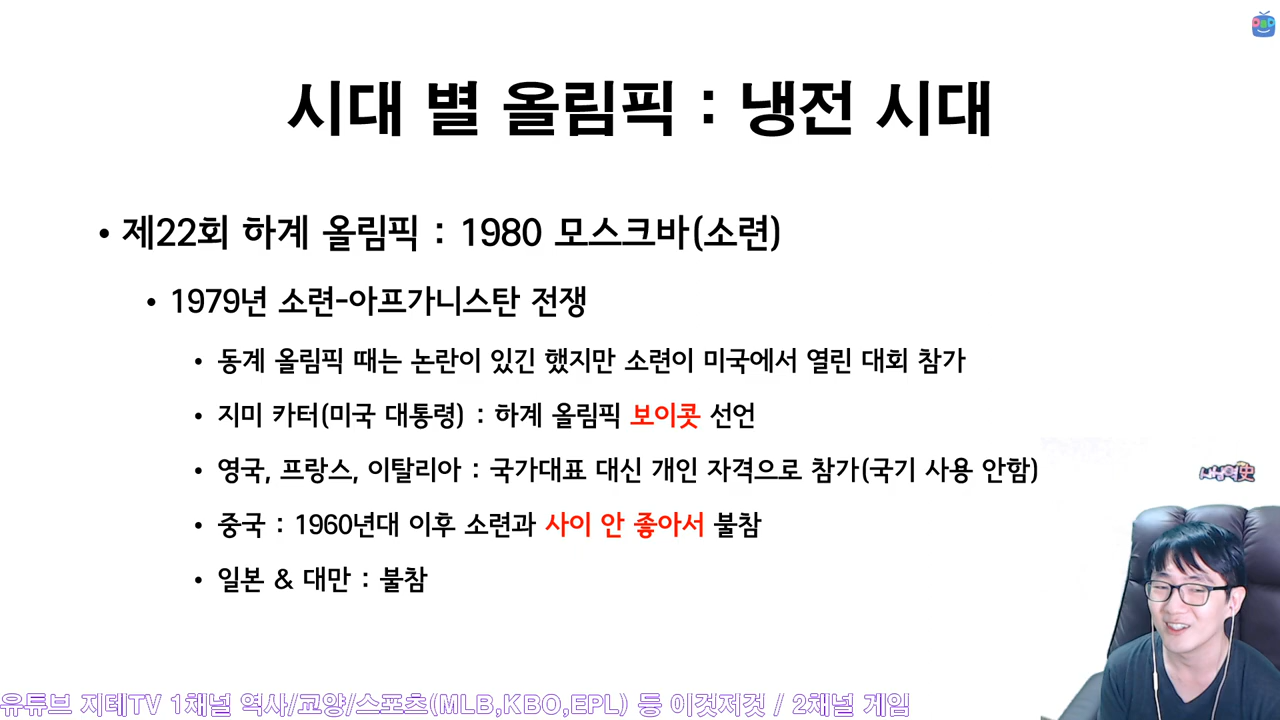 시대 별 올림픽 : 냉전 시대
• 제22회 하계 올림픽 : 1980 모스크바(소련)
• 1979년 소련-아프가니스탄 전쟁
• 동계 올림픽 때는 논란이 있긴 했지만 소련이 미국에서 열린 대회 참가
• 지미 카터(미국 대통령) : 하계 올림픽 보이콧 선언
• 영국, 프랑스, 이탈리아 : 국가대표 대신 개인 자격으로 참가(국기 사용 안함)
• 중국 : 1960년대 이후 소련과 사이 안 좋아서 불참
• 일본 & 대만 : 불참
유튜브 지테TV 1채널 역사/교양/스포츠(MLB,KBO,EPL) 등 이것저것 / 2채널 게임